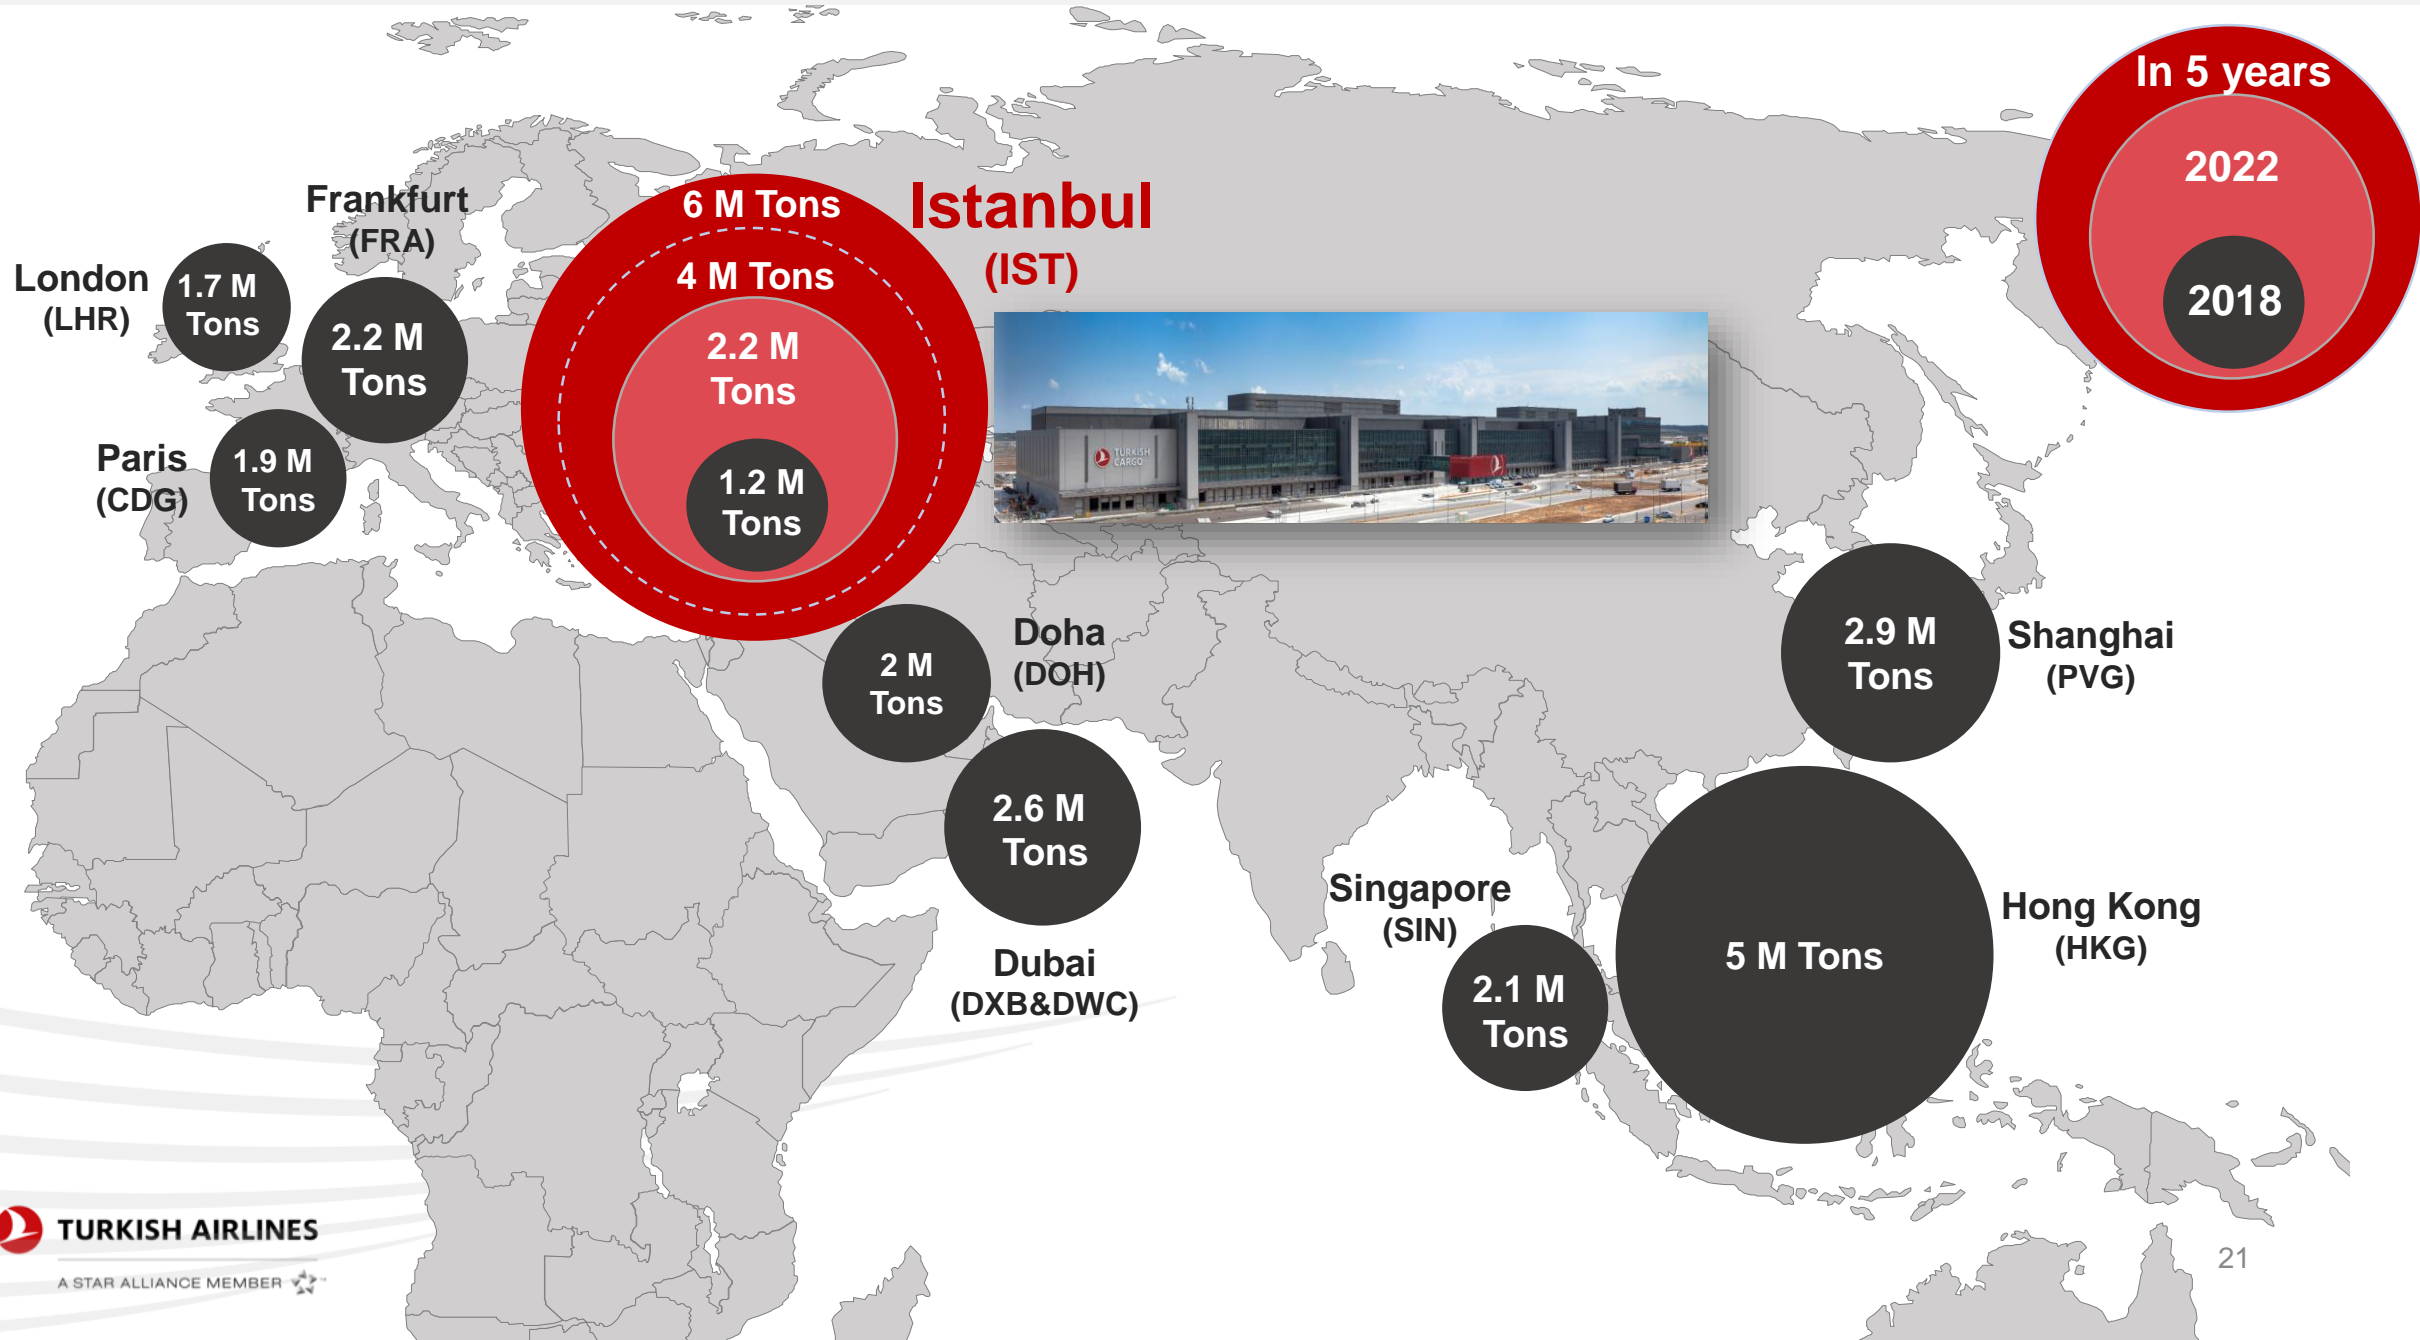 In 5 years
2022
2018
Istanbul
(IST)
6 M Tons
4 M Tons
2.2 M
Tons
1.2 M
Tons
Frankfurt
(FRA)
2.2 M
Tons
London
(LHR)
1.7 M
Tons
Paris
(CDG)
1.9 M
Tons
TURKISH
CARGO
Doha
(DOH)
2 M
Tons
2.6 M
Tons
Dubai
(DXB&DWC)
2.9 M
Tons
Shanghai
(PVG)
Singapore
(SIN)
2.1 M
Tons
5 M Tons
Hong Kong
(HKG)
TURKISH AIRLINES
A STAR ALLIANCE MEMBER
21